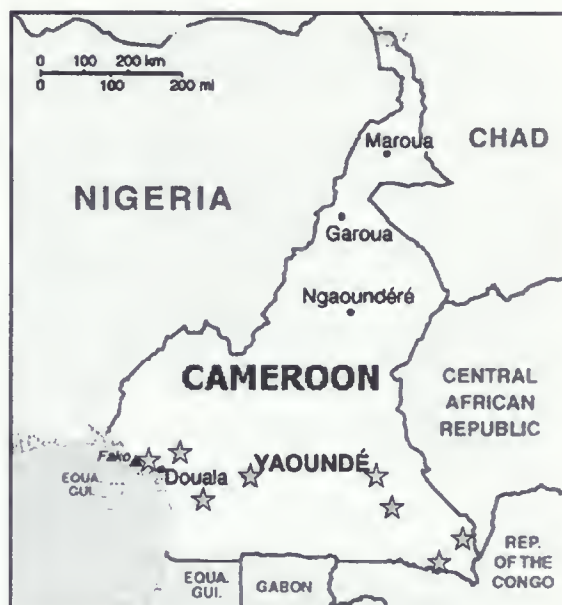 0 100 200 km
0 100 200 mi
Maroua
CHAD
NIGERIA
Garoua
Ngaoundéré
CAMEROON
CENTRAL
AFRICAN
REPUBLIC
Fako
YAOUNDÉ
Douala
EQUA.
GUI.
REP.
OF THE
CONGO
EQUA.
GUI.
GABON